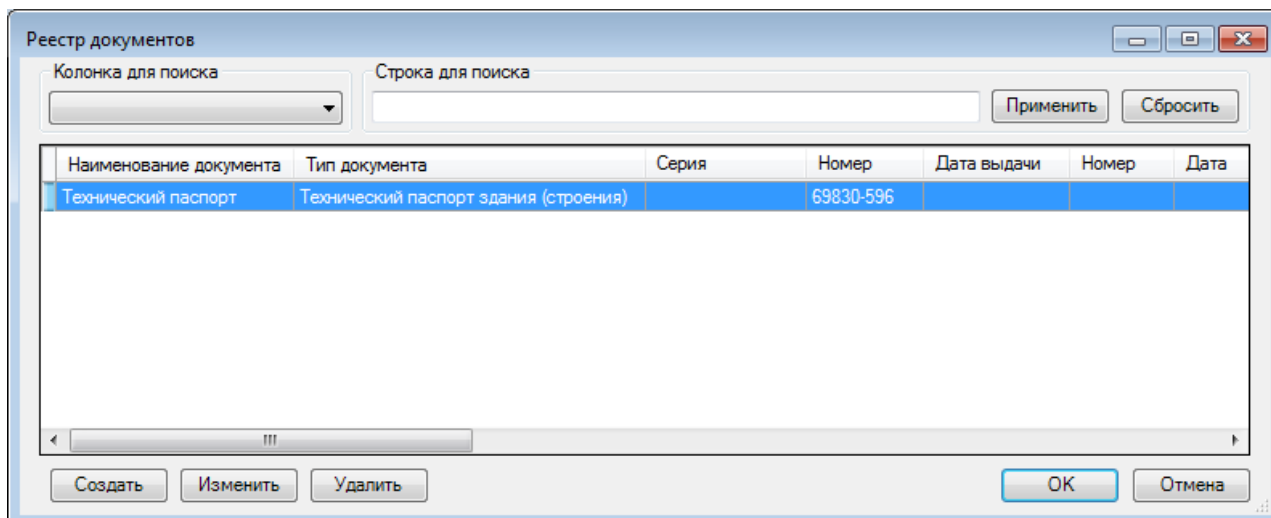 Реестр документов
Колонка для поиска Строка для поиска
Применить Сбросить
Наименование документа Тип документа Серия Номер Дата выдачи Номер Дата
Технический паспорт Технический паспорт здания (строения) 69830-596
Создать Изменить Удалить OK Отмена